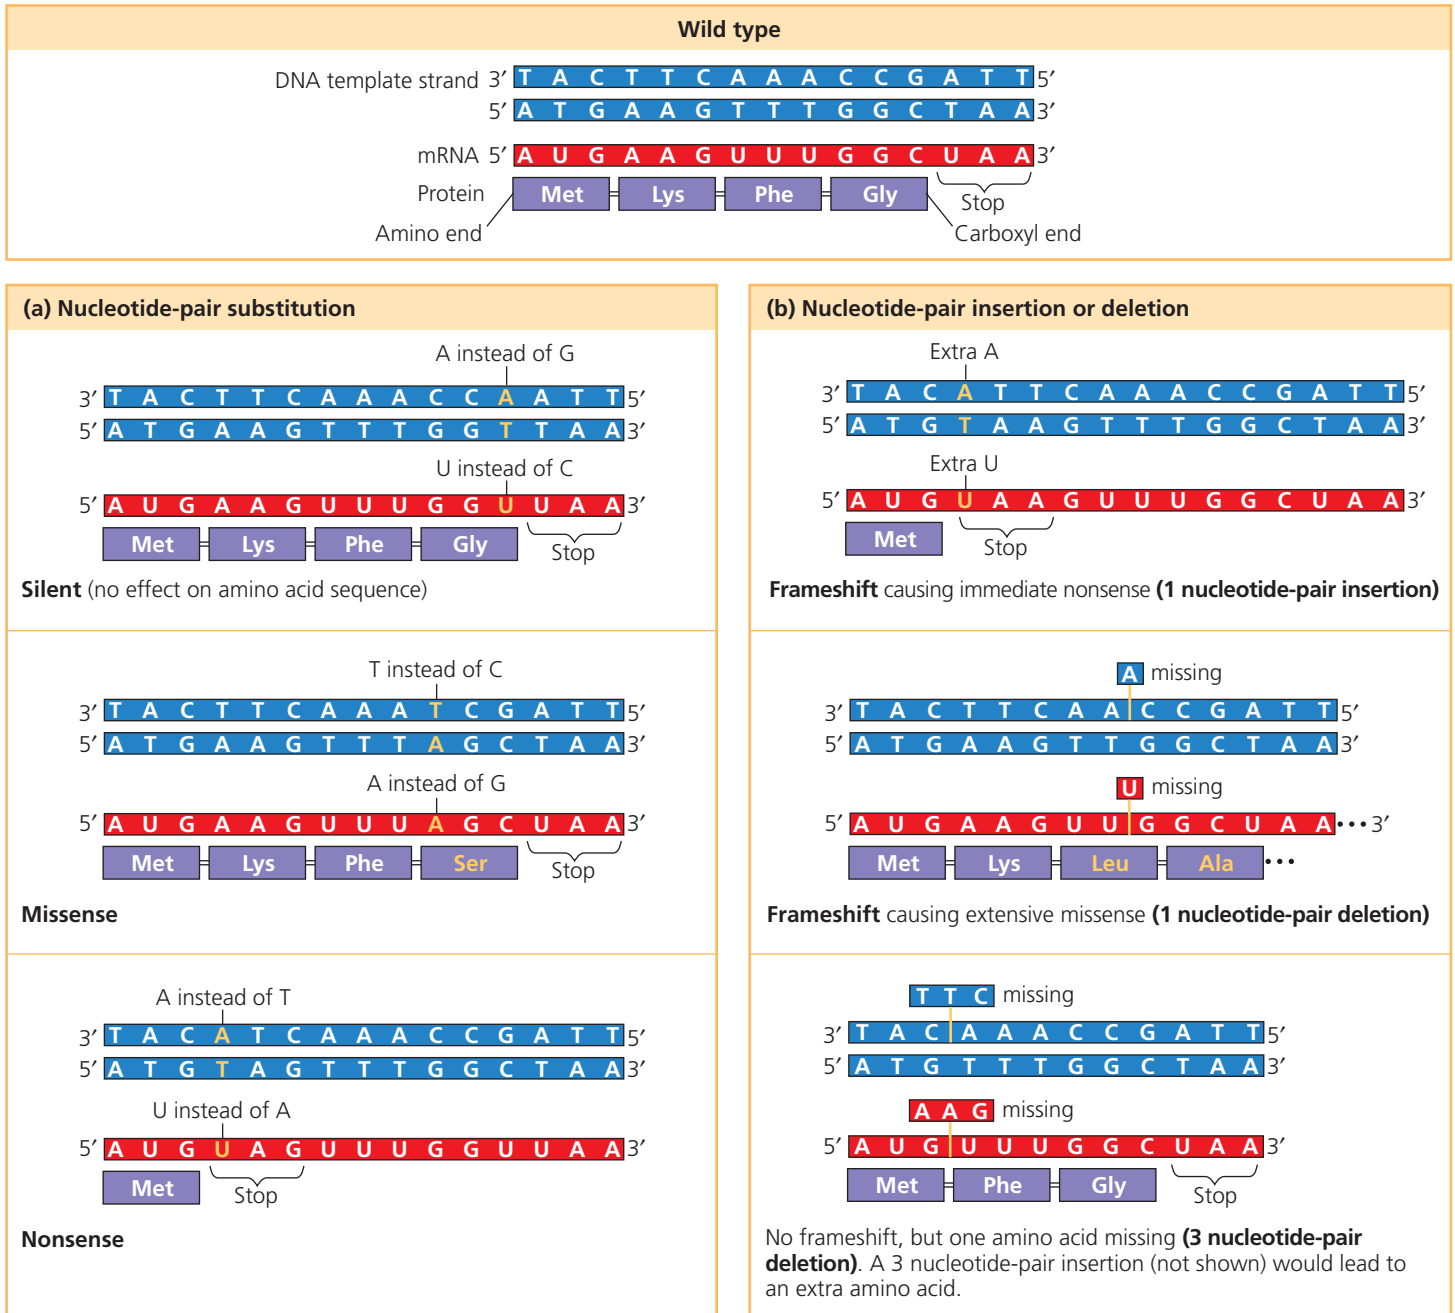 Wild type
DNA template strand 3′ T A C T T C A A A C C G A T T 5′
5′ A T G A A G T T T G G C T A A 3′
mRNA 5′ A U G A A G U U U G G C U A A 3′
Protein Met Lys Phe Gly Stop
Amino end Carboxyl end
(a) Nucleotide-pair substitution
A instead of G
3′ T A C T T C A A A C C A A T T 5′
5′ A T G A A G T T T G G T T A A 3′
U instead of C
5′ A U G A A G U U U G G U U A A 3′
Met Lys Phe Gly Stop
Silent (no effect on amino acid sequence)
T instead of C
3′ T A C T T C A A A T C G A T T 5′
5′ A T G A A G T T T A G C T A A 3′
A instead of G
5′ A U G A A G U U U A G C U A A 3′
Met Lys Phe Ser Stop
Missense
A instead of T
3′ T A C A T C A A A C C G A T T 5′
5′ A T G T A G T T T G G C T A A 3′
U instead of A
5′ A U G U A G U U U G G U U A A 3′
Met Stop
Nonsense
(b) Nucleotide-pair insertion or deletion
Extra A
3′ T A C A T T C A A A C C G A T T 5′
5′ A T G T A A G T T T G G C T A A 3′
Extra U
5′ A U G U A A G U U U G G C U A A 3′
Met Stop
Frameshift causing immediate nonsense (1 nucleotide-pair insertion)
A missing
3′ T A C T T C A A C C G A T T 5′
5′ A T G A A G T T G G C T A A 3′
U missing
5′ A U G A A G U U G G C U A A ••• 3′
Met Lys Leu Ala •••
Frameshift causing extensive missense (1 nucleotide-pair deletion)
T T C missing
3′ T A C A A A C C G A T T 5′
5′ A T G T T T G G C T A A 3′
A A G missing
5′ A U G U U U G G C U A A 3′
Met Phe Gly Stop
No frameshift, but one amino acid missing (3 nucleotide-pair
deletion). A 3 nucleotide-pair insertion (not shown) would lead to
an extra amino acid.